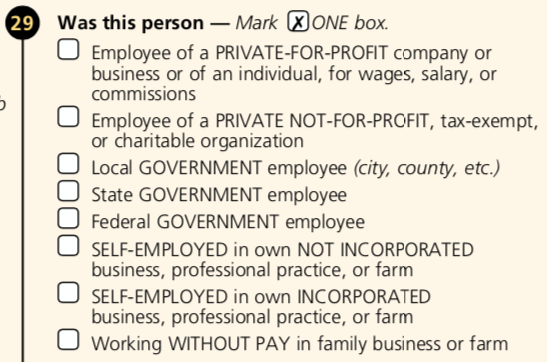 29 Was this person — Mark X ONE box.
Employee of a PRIVATE-FOR-PROFIT company or
business or of an individual, for wages, salary, or
commissions
Employee of a PRIVATE NOT-FOR-PROFIT, tax-exempt,
or charitable organization
Local GOVERNMENT employee (city, county, etc.)
State GOVERNMENT employee
Federal GOVERNMENT employee
SELF-EMPLOYED in own NOT INCORPORATED
business, professional practice, or farm
SELF-EMPLOYED in own INCORPORATED
business, professional practice, or farm
Working WITHOUT PAY in family business or farm